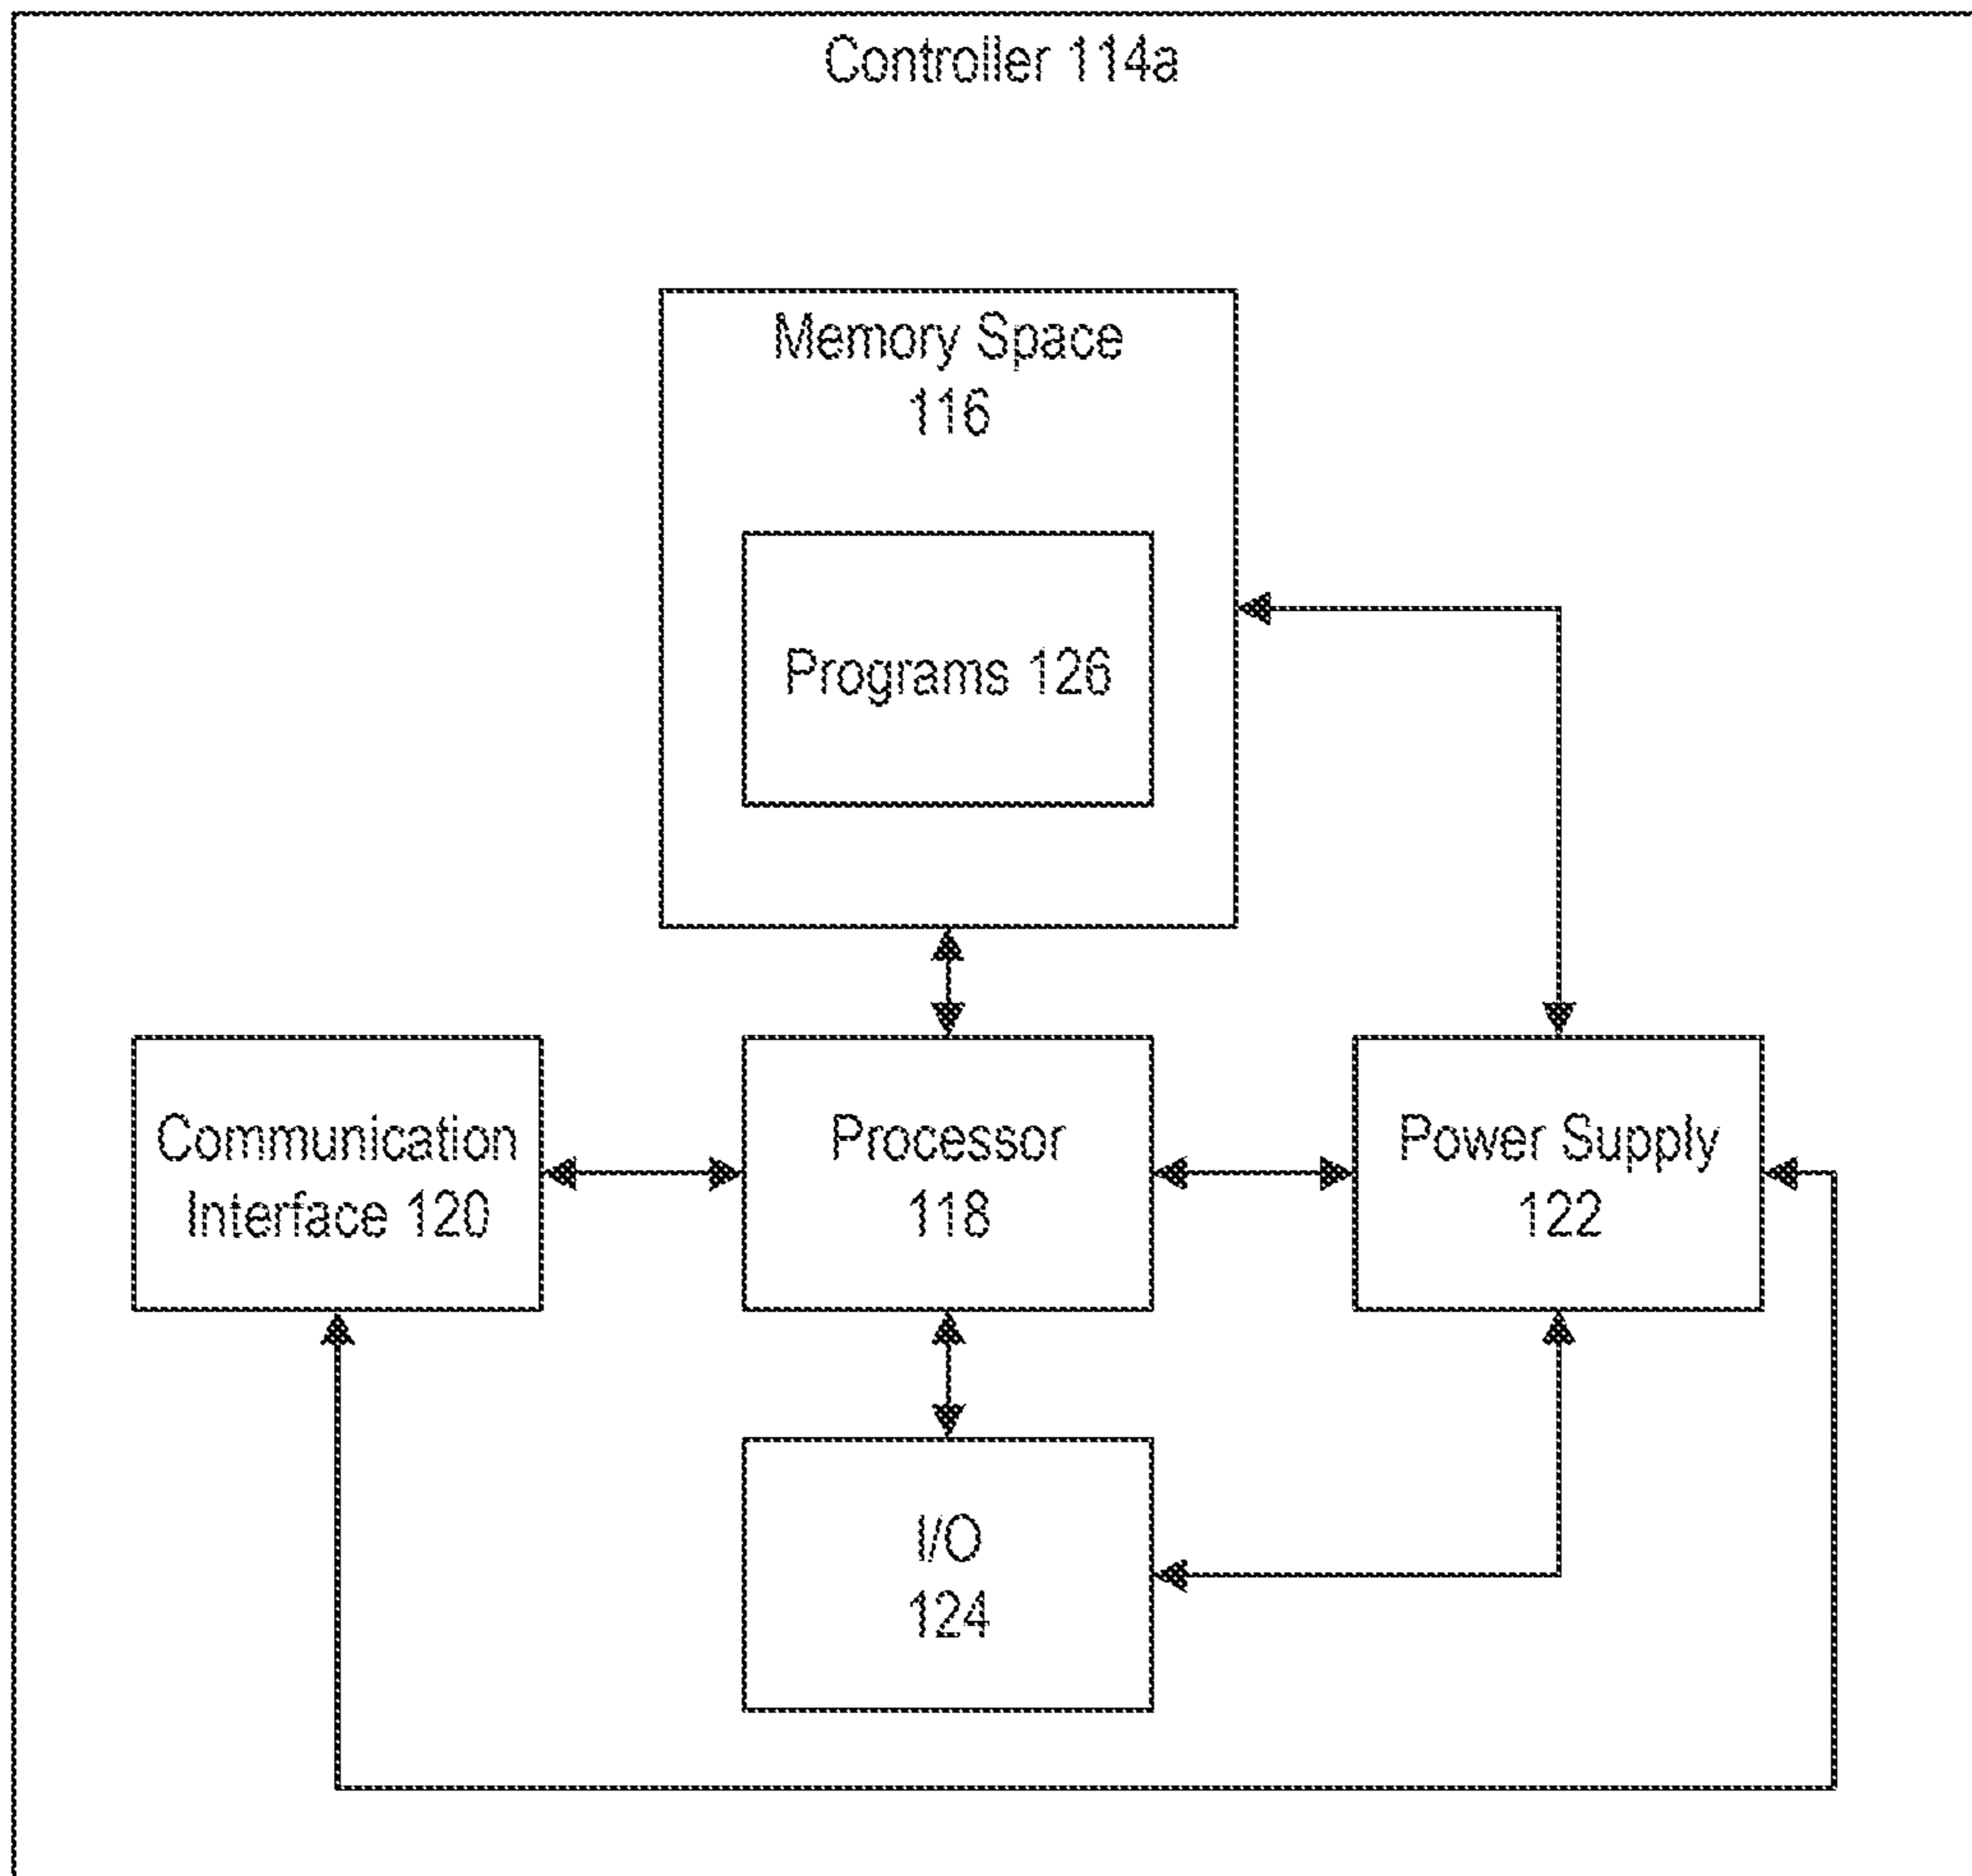 Controller 114a
Memory Space
116
Programs 126
Communication
Interface 120
Processor
118
Power Supply
122
I/O
124